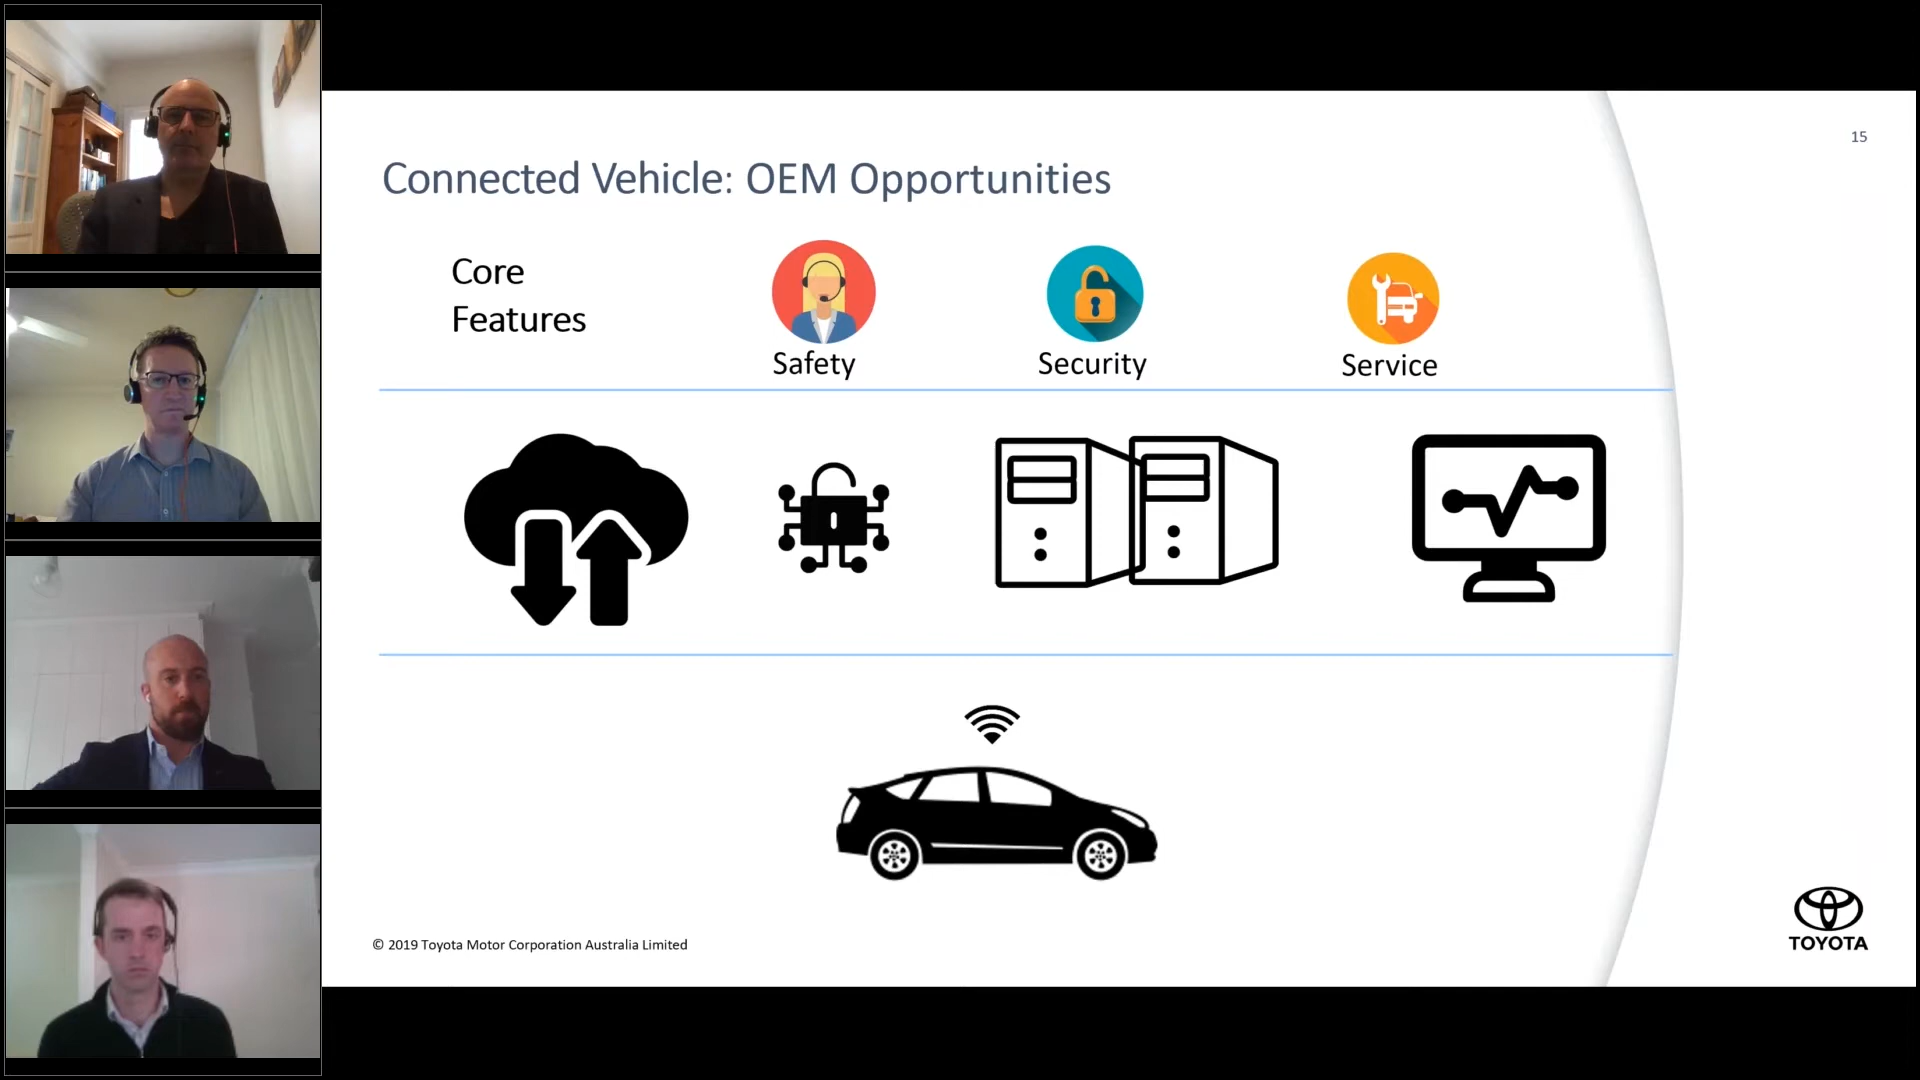 15
Connected Vehicle: OEM Opportunities
Core
Features
Safety
Security
Service
© 2019 Toyota Motor Corporation Australia Limited
TOYOTA